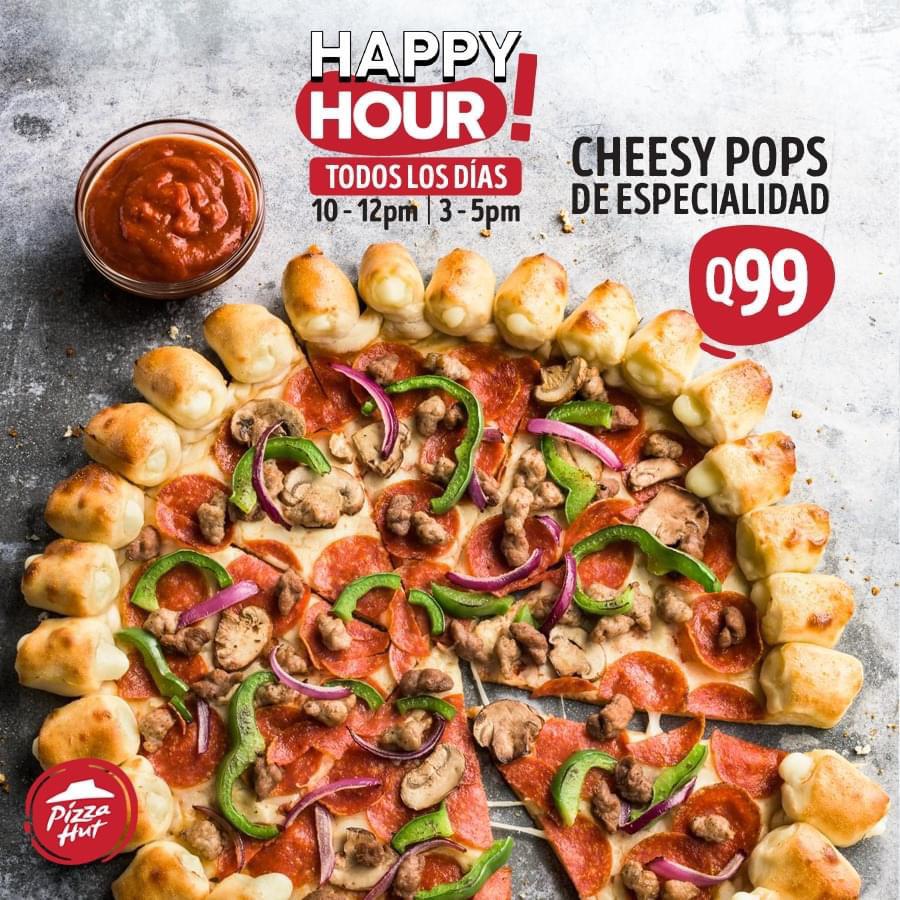 HAPPY
HOUR!
TODOS LOS DÍAS
10 - 12pm | 3 - 5pm
CHEESY POPS
DE ESPECIALIDAD
Q99
Pizza
Hut